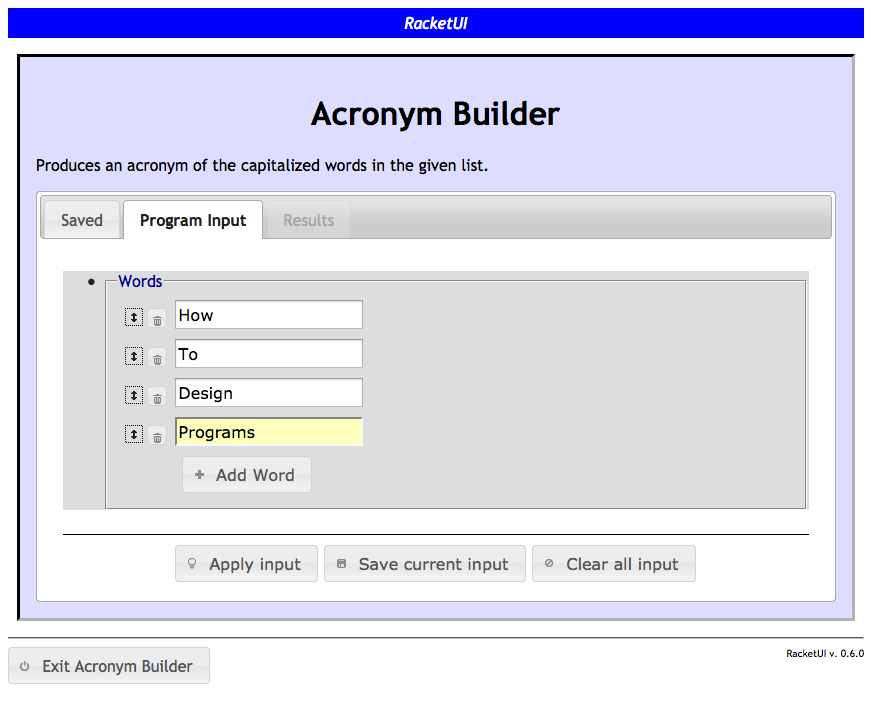 RacketUI
Acronym Builder
Produces an acronym of the capitalized words in the given list.
Saved Program Input Results
Words
How
To
Design
Programs
Add Word
Apply input Save current input Clear all input
Exit Acronym Builder RacketUI v. 0.6.0